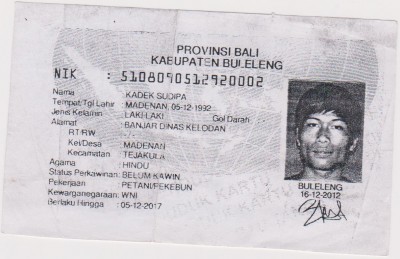 PROVINSI BALI
KABUPATEN BULELENG
NIK : 5108090512920002
Nama : KADEK SUDIPA
Tempat/Tgl Lahir : MADENAN, 05-12-1992
Jenis Kelamin : LAKI-LAKI Gol Darah
Alamat : BANJAR DINAS KELODAN
RT/RW :
Kel/Desa : MADENAN
Kecamatan : TEJAKULA
Agama : HINDU
Status Perkawinan : BELUM KAWIN
Pekerjaan : PETANI/PEKEBUN
Kewarganegaraan : WNI
Berlaku Hingga : 05-12-2017
BULELENG
16-12-2012